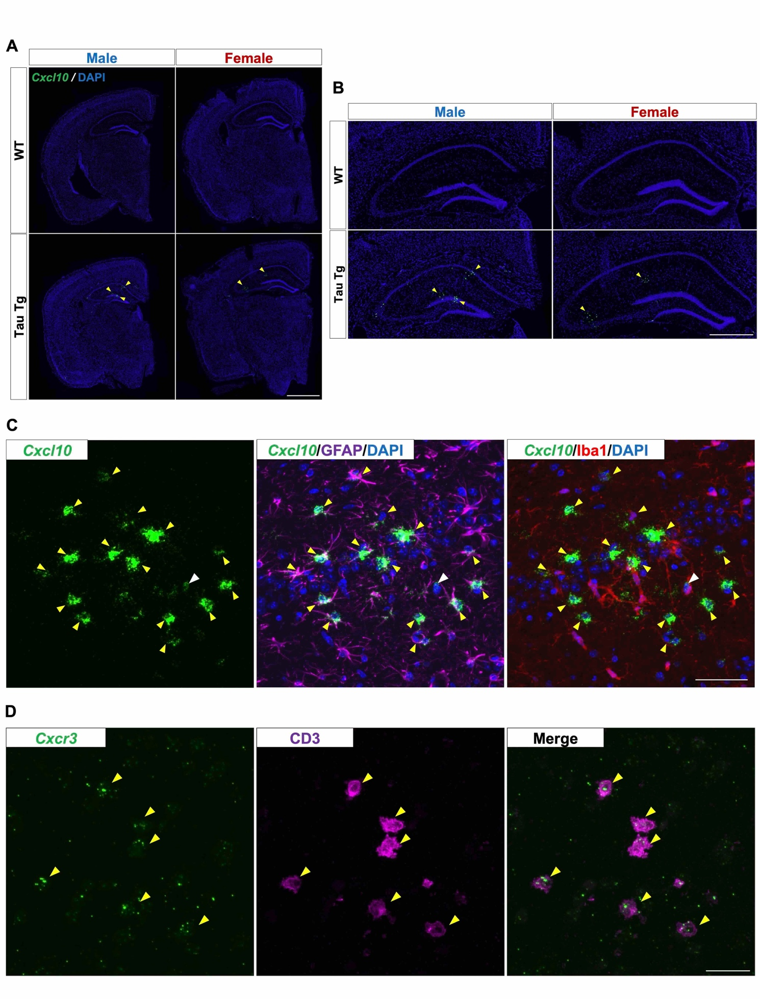 A
Male
Female
Cxcl10 / DAPI
WT
Tau Tg
B
Male
Female
WT
Tau Tg
C
Cxcl10
Cxcl10/GFAP/DAPI
Cxcl10/Iba1/DAPI
D
Cxcr3
CD3
Merge